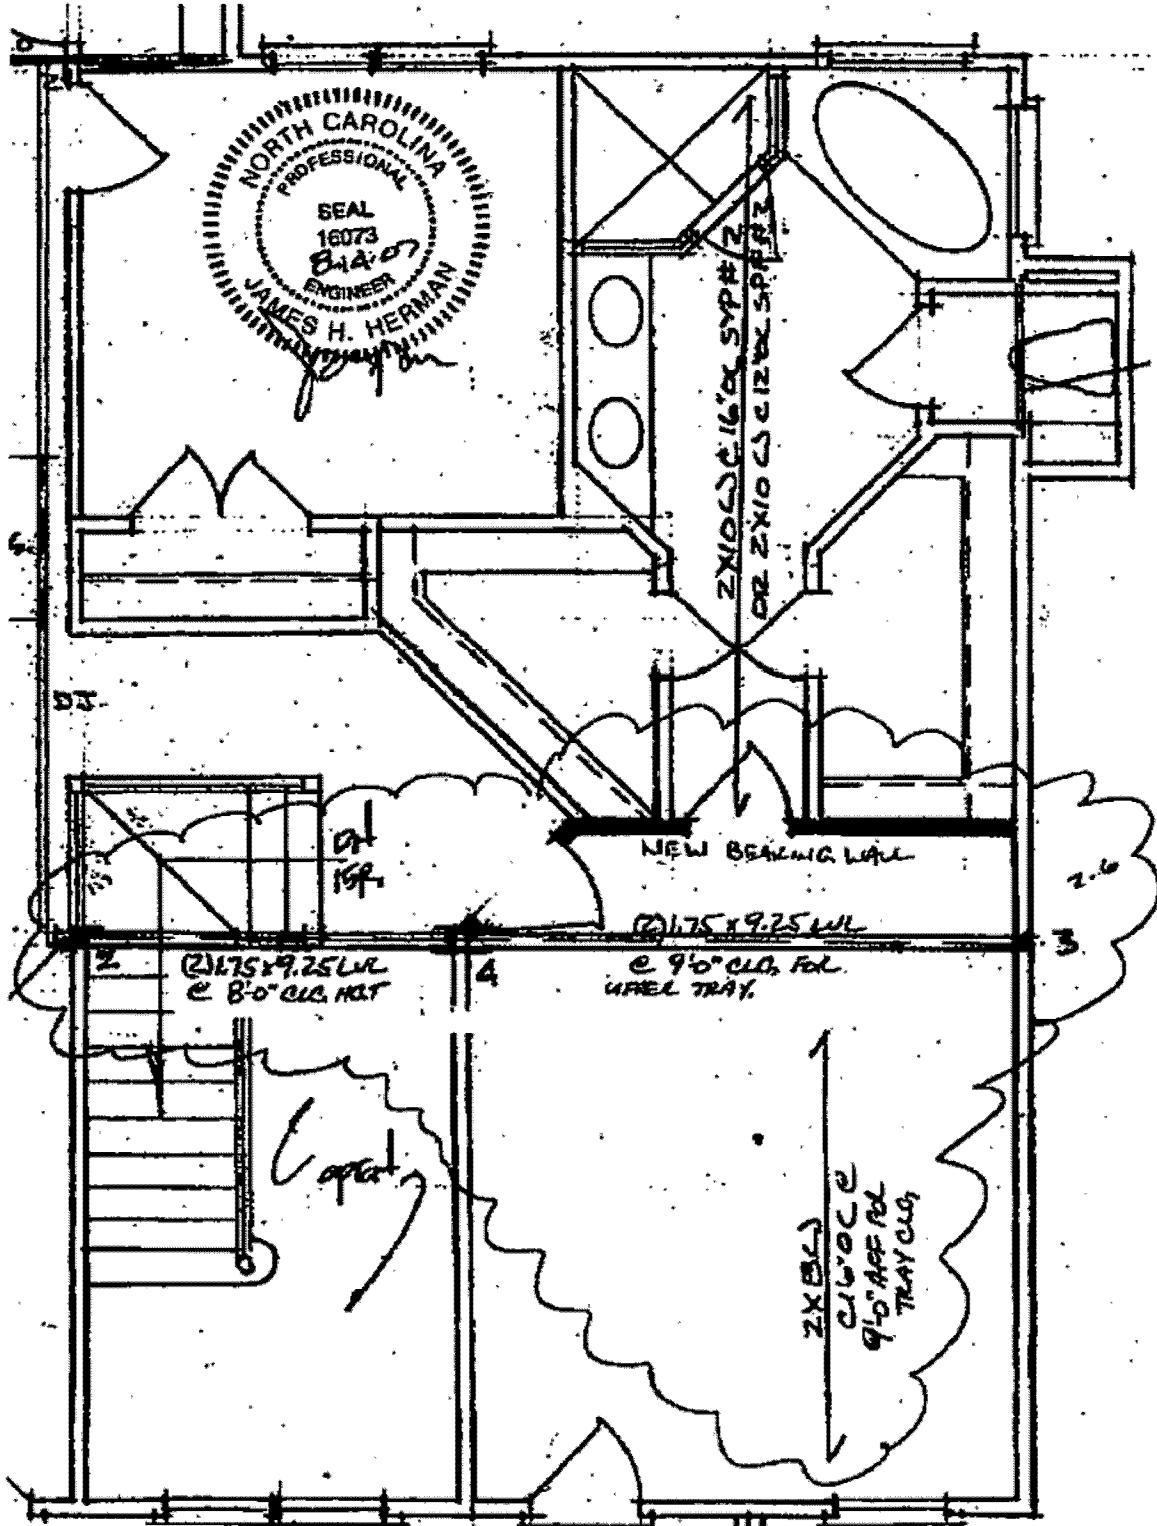 NORTH CAROLINA
PROFESSIONAL
SEAL
16073
8-14-07
ENGINEER
JAMES H. HERMAN
2X10 CJ @ 16"OC SYP#2
OR 2X10 CJ @ 12"OC SPF#2
DJ
NEW BEARING WALL
2-6
(2) 1.75 x 9.25 LVL
3
2
(2) 1.75 x 9.25 LVL
@ 8'-0" CLG. HGT
4
@ 9'-0" CLG. FOR
UPPER TRAY.
2X8 CJ
@ 16" OC @
9'-0" AFF FOR
TRAY CLG,